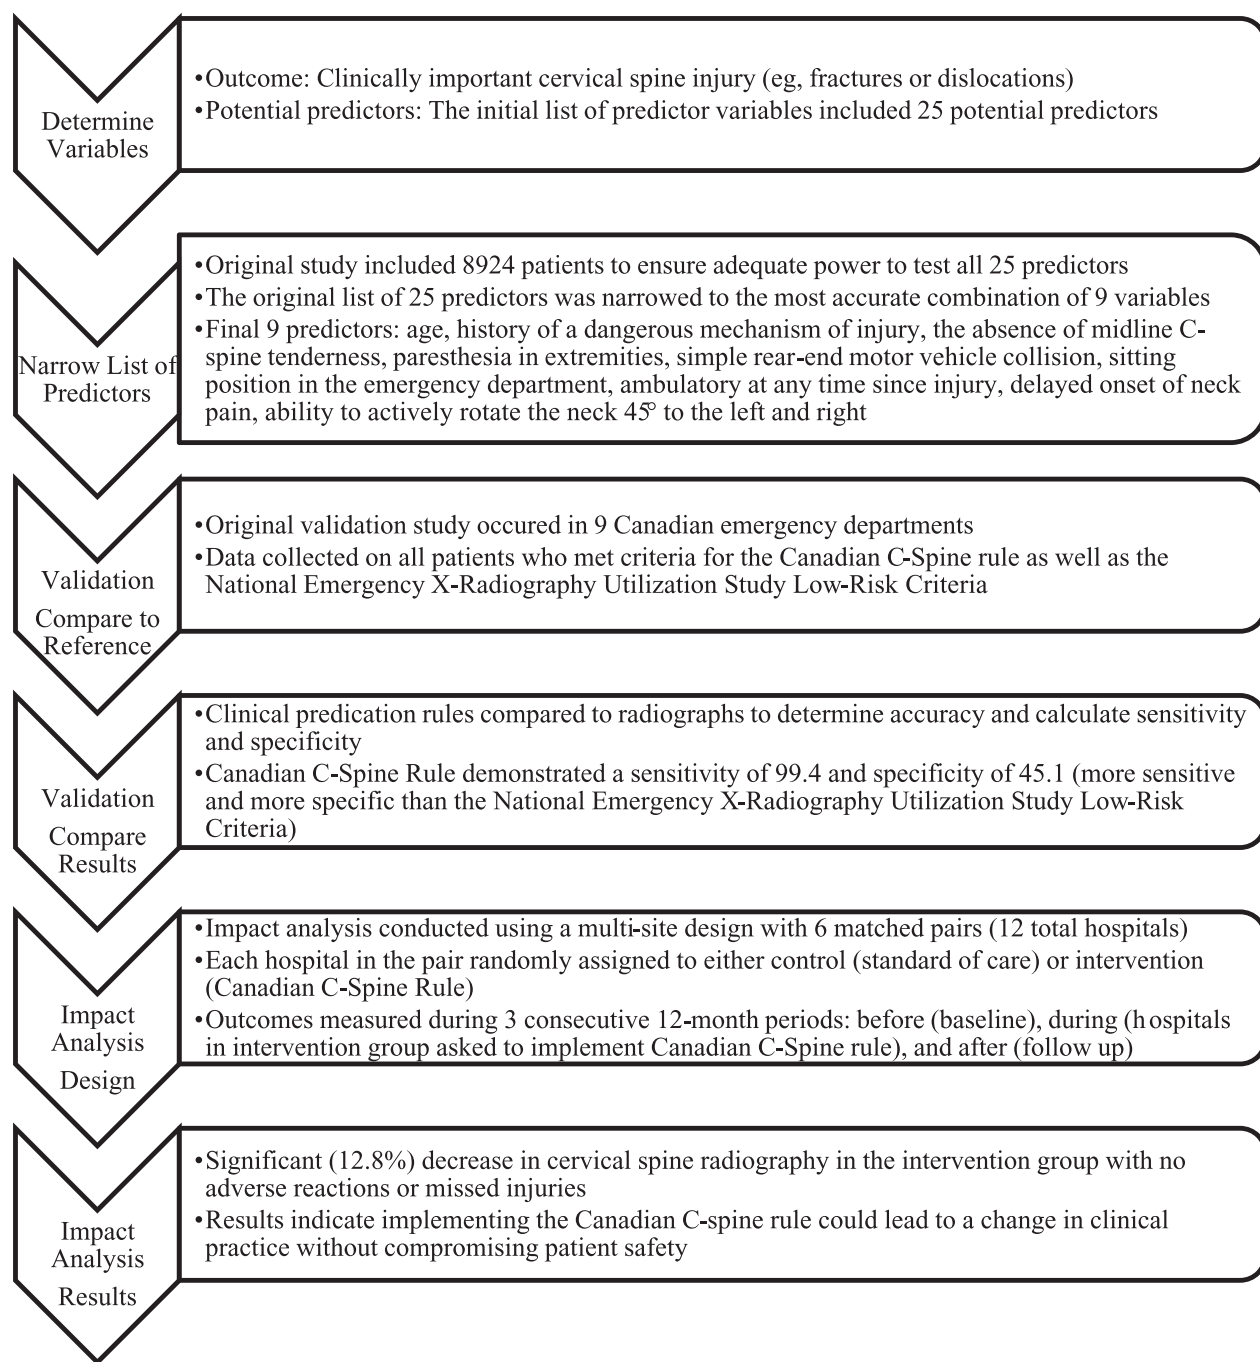 Determine
Variables
•Outcome: Clinically important cervical spine injury (eg, fractures or dislocations)
•Potential predictors: The initial list of predictor variables included 25 potential predictors
Narrow List of
Predictors
•Original study included 8924 patients to ensure adequate power to test all 25 predictors
•The original list of 25 predictors was narrowed to the most accurate combination of 9 variables
•Final 9 predictors: age, history of a dangerous mechanism of injury, the absence of midline C-
spine tenderness, paresthesia in extremities, simple rear-end motor vehicle collision, sitting
position in the emergency department, ambulatory at any time since injury, delayed onset of neck
pain, ability to actively rotate the neck 45° to the left and right
Validation
Compare to
Reference
•Original validation study occured in 9 Canadian emergency departments
•Data collected on all patients who met criteria for the Canadian C-Spine rule as well as the
National Emergency X-Radiography Utilization Study Low-Risk Criteria
Validation
Compare
Results
•Clinical predication rules compared to radiographs to determine accuracy and calculate sensitivity
and specificity
•Canadian C-Spine Rule demonstrated a sensitivity of 99.4 and specificity of 45.1 (more sensitive
and more specific than the National Emergency X-Radiography Utilization Study Low-Risk
Criteria)
Impact
Analysis
Design
•Impact analysis conducted using a multi-site design with 6 matched pairs (12 total hospitals)
•Each hospital in the pair randomly assigned to either control (standard of care) or intervention
(Canadian C-Spine Rule)
•Outcomes measured during 3 consecutive 12-month periods: before (baseline), during (hospitals
in intervention group asked to implement Canadian C-Spine rule), and after (follow up)
Impact
Analysis
Results
•Significant (12.8%) decrease in cervical spine radiography in the intervention group with no
adverse reactions or missed injuries
•Results indicate implementing the Canadian C-spine rule could lead to a change in clinical
practice without compromising patient safety